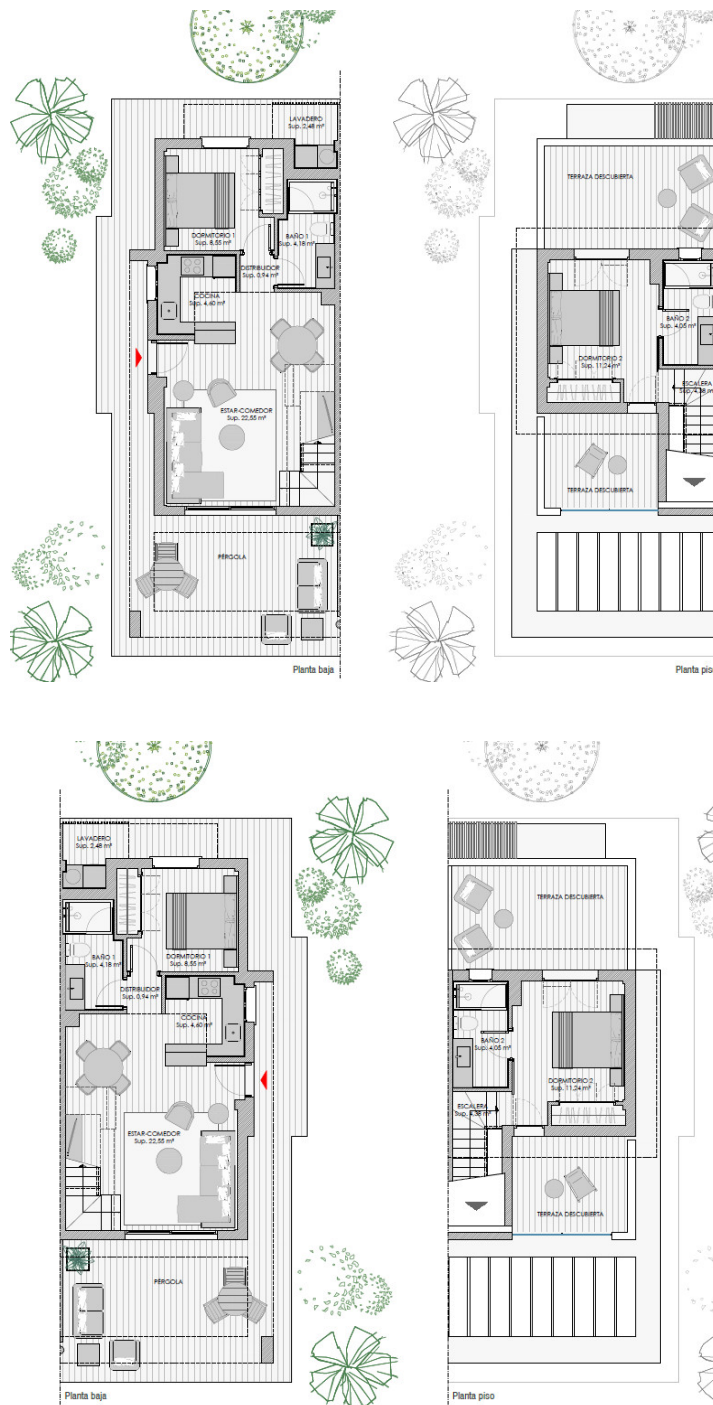 LAVADERO
Sup. 2,48 m²
DORMITORIO 1
Sup. 8,55 m²
BAÑO 1
Sup. 4,18 m²
DISTRIBUIDOR
Sup. 0,94 m²
COCINA
Sup. 4,60 m²
ESTAR-COMEDOR
Sup. 22,55 m²
PÉRGOLA
Planta baja
TERRAZA DESCUBIERTA
BAÑO 2
Sup. 4,05 m²
DORMITORIO 2
Sup. 11,24 m²
ESCALERA
Sup. 4,38 m²
TERRAZA DESCUBIERTA
Planta piso
LAVADERO
Sup. 2,48 m²
BAÑO 1
Sup. 4,18 m²
DORMITORIO 1
Sup. 8,55 m²
DISTRIBUIDOR
Sup. 0,94 m²
COCINA
Sup. 4,60 m²
ESTAR-COMEDOR
Sup. 22,55 m²
PÉRGOLA
Planta baja
TERRAZA DESCUBIERTA
BAÑO 2
Sup. 4,05 m²
DORMITORIO 2
Sup. 11,24 m²
ESCALERA
Sup. 4,38 m²
TERRAZA DESCUBIERTA
Planta piso